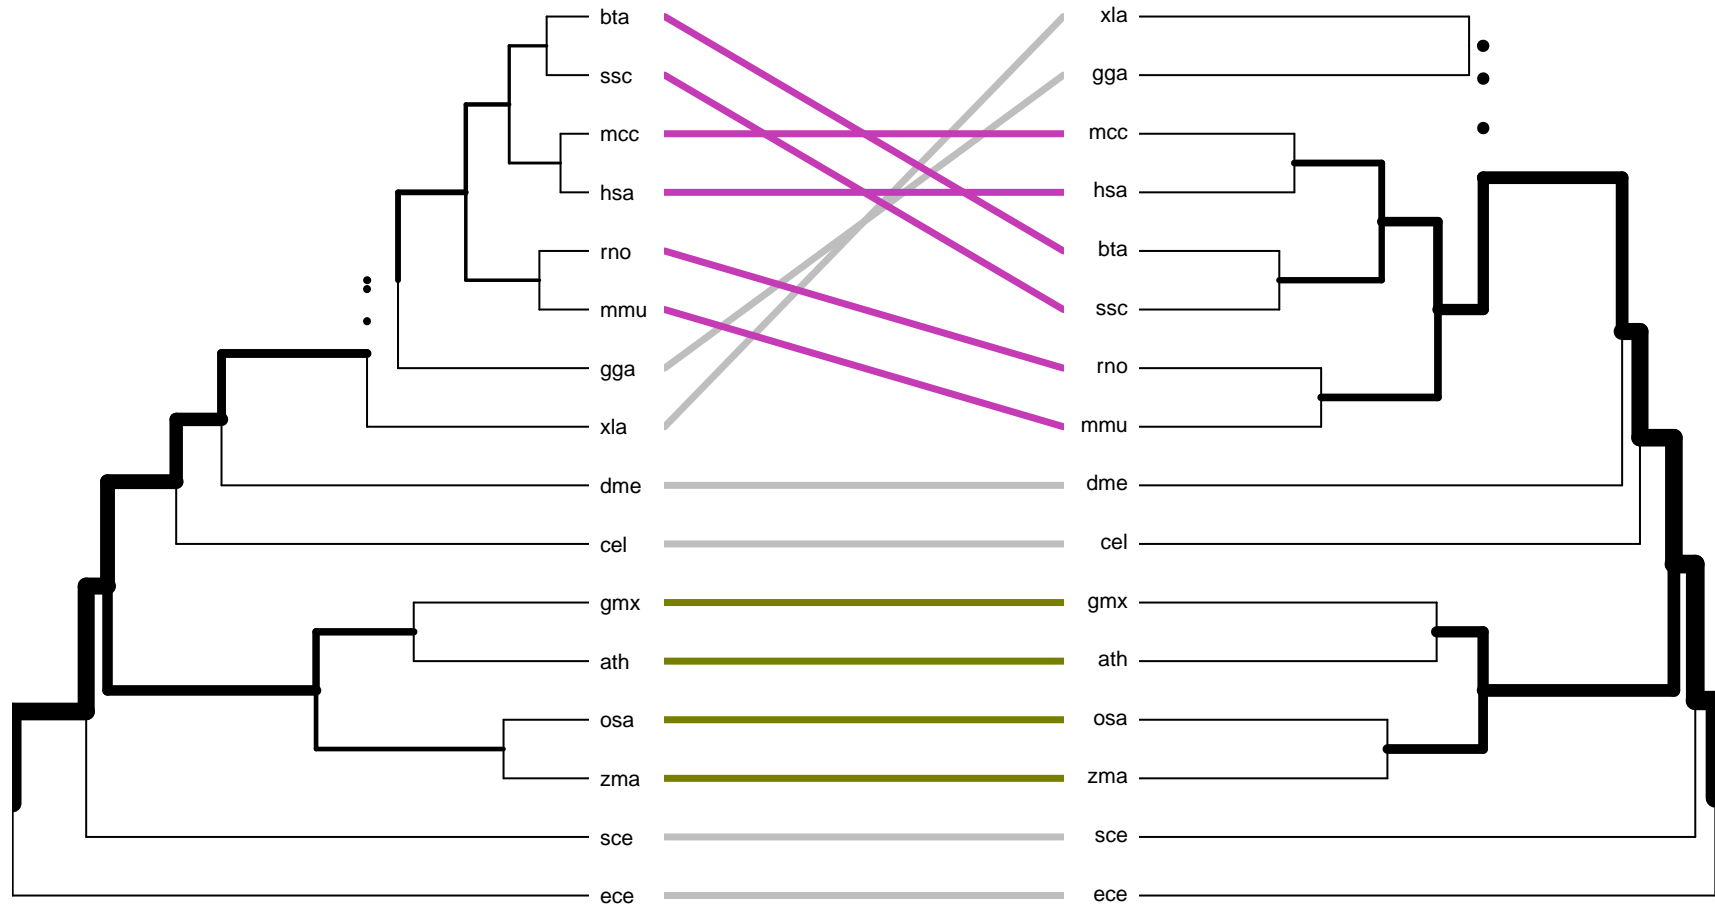 bta xla
ssc gga
mcc mcc
hsa hsa
rno bta
mmu ssc
gga rno
xla mmu
dme dme
cel cel
gmx gmx
ath ath
osa osa
zma zma
sce sce
ece ece